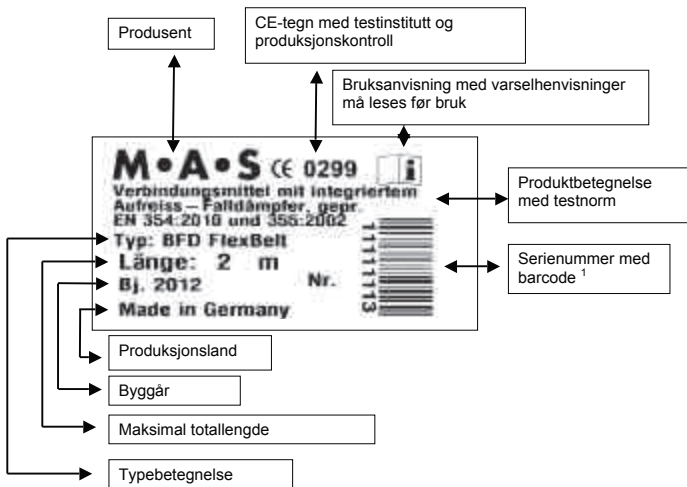 Produsent
CE-tegn med testinstitutt og
produksjonskontroll
Bruksanvisning med varselhenvisninger
må leses før bruk
M•A•S CE 0299
Verbindungsmittel mit integriertem
Aufreiss – Falldämpfer, gepr.
EN 354:2010 und 355:2002
Typ: BFD FlexBelt
Länge: 2 m
Bj. 2012 Nr.
Made in Germany
11111113
Produktbetegnelse
med testnorm
Serienummer med
barcode 1
Produksjonsland
Byggår
Maksimal totallengde
Typebetegnelse